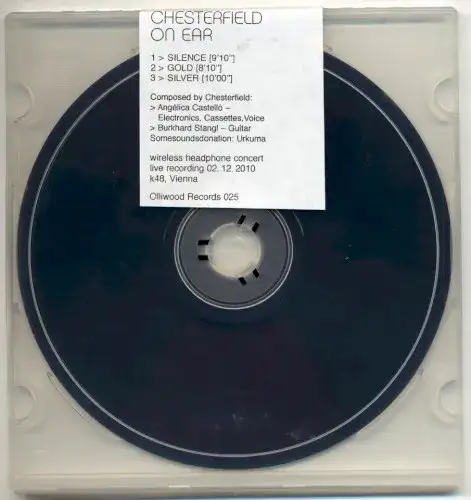 CHESTERFIELD
ON EAR
1 > SILENCE [9'10"]
2 > GOLD [8'10"]
3 > SILVER [10'00"]
Composed by Chesterfield:
> Angélica Castelló –
Electronics, Cassettes,Voice
> Burkhard Stangl – Guitar
Somesoundsdonation: Urkuma
wireless headphone concert
live recording 02. 12. 2010
k48, Vienna
Olliwood Records 025